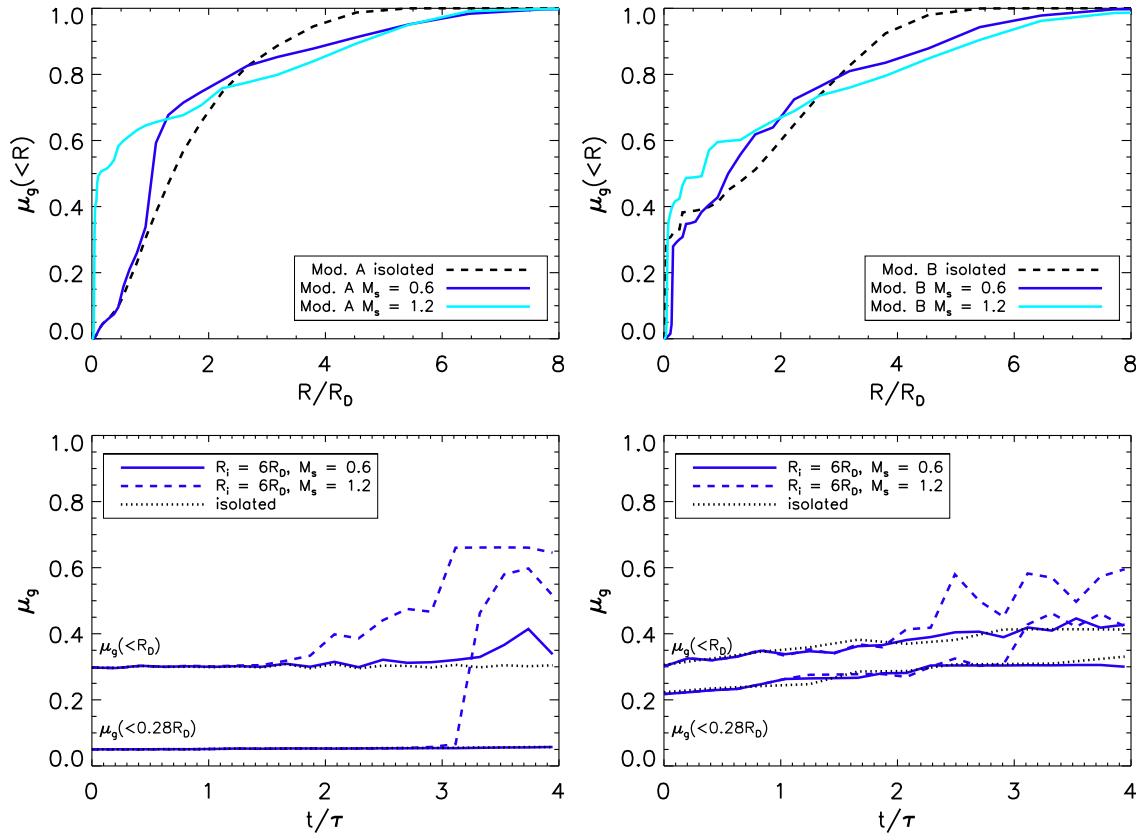 μg(<R)
1.0
0.8
0.6
0.4
0.2
0.0
0 2 4 6 8
R/RD
Mod. A isolated
Mod. A Ms = 0.6
Mod. A Ms = 1.2
μg(<R)
1.0
0.8
0.6
0.4
0.2
0.0
0 2 4 6 8
R/RD
Mod. B isolated
Mod. B Ms = 0.6
Mod. B Ms = 1.2
μg
1.0
0.8
0.6
0.4
0.2
0.0
0 1 2 3 4
t/τ
Ri = 6RD, Ms = 0.6
Ri = 6RD, Ms = 1.2
isolated
μg(<RD)
μg(<0.28RD)
μg
1.0
0.8
0.6
0.4
0.2
0.0
0 1 2 3 4
t/τ
Ri = 6RD, Ms = 0.6
Ri = 6RD, Ms = 1.2
isolated
μg(<RD)
μg(<0.28RD)